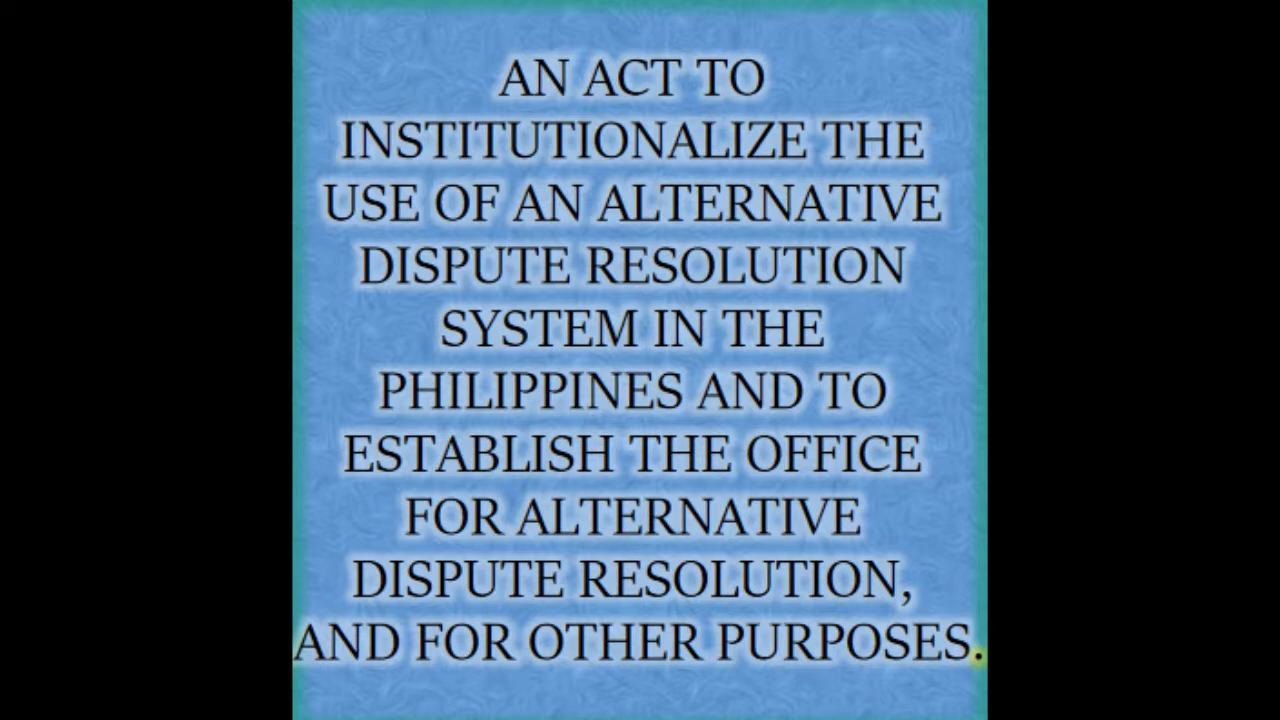 AN ACT TO
INSTITUTIONALIZE THE
USE OF AN ALTERNATIVE
DISPUTE RESOLUTION
SYSTEM IN THE
PHILIPPINES AND TO
ESTABLISH THE OFFICE
FOR ALTERNATIVE
DISPUTE RESOLUTION,
AND FOR OTHER PURPOSES.